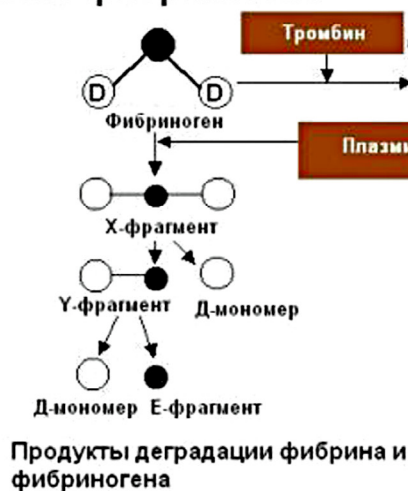 Тромбин
D D
Фибриноген
Х-фрагмент
Y-фрагмент Д-мономер
Д-мономер Е-фрагмент
Продукты деградации фибрина и
фибриногена